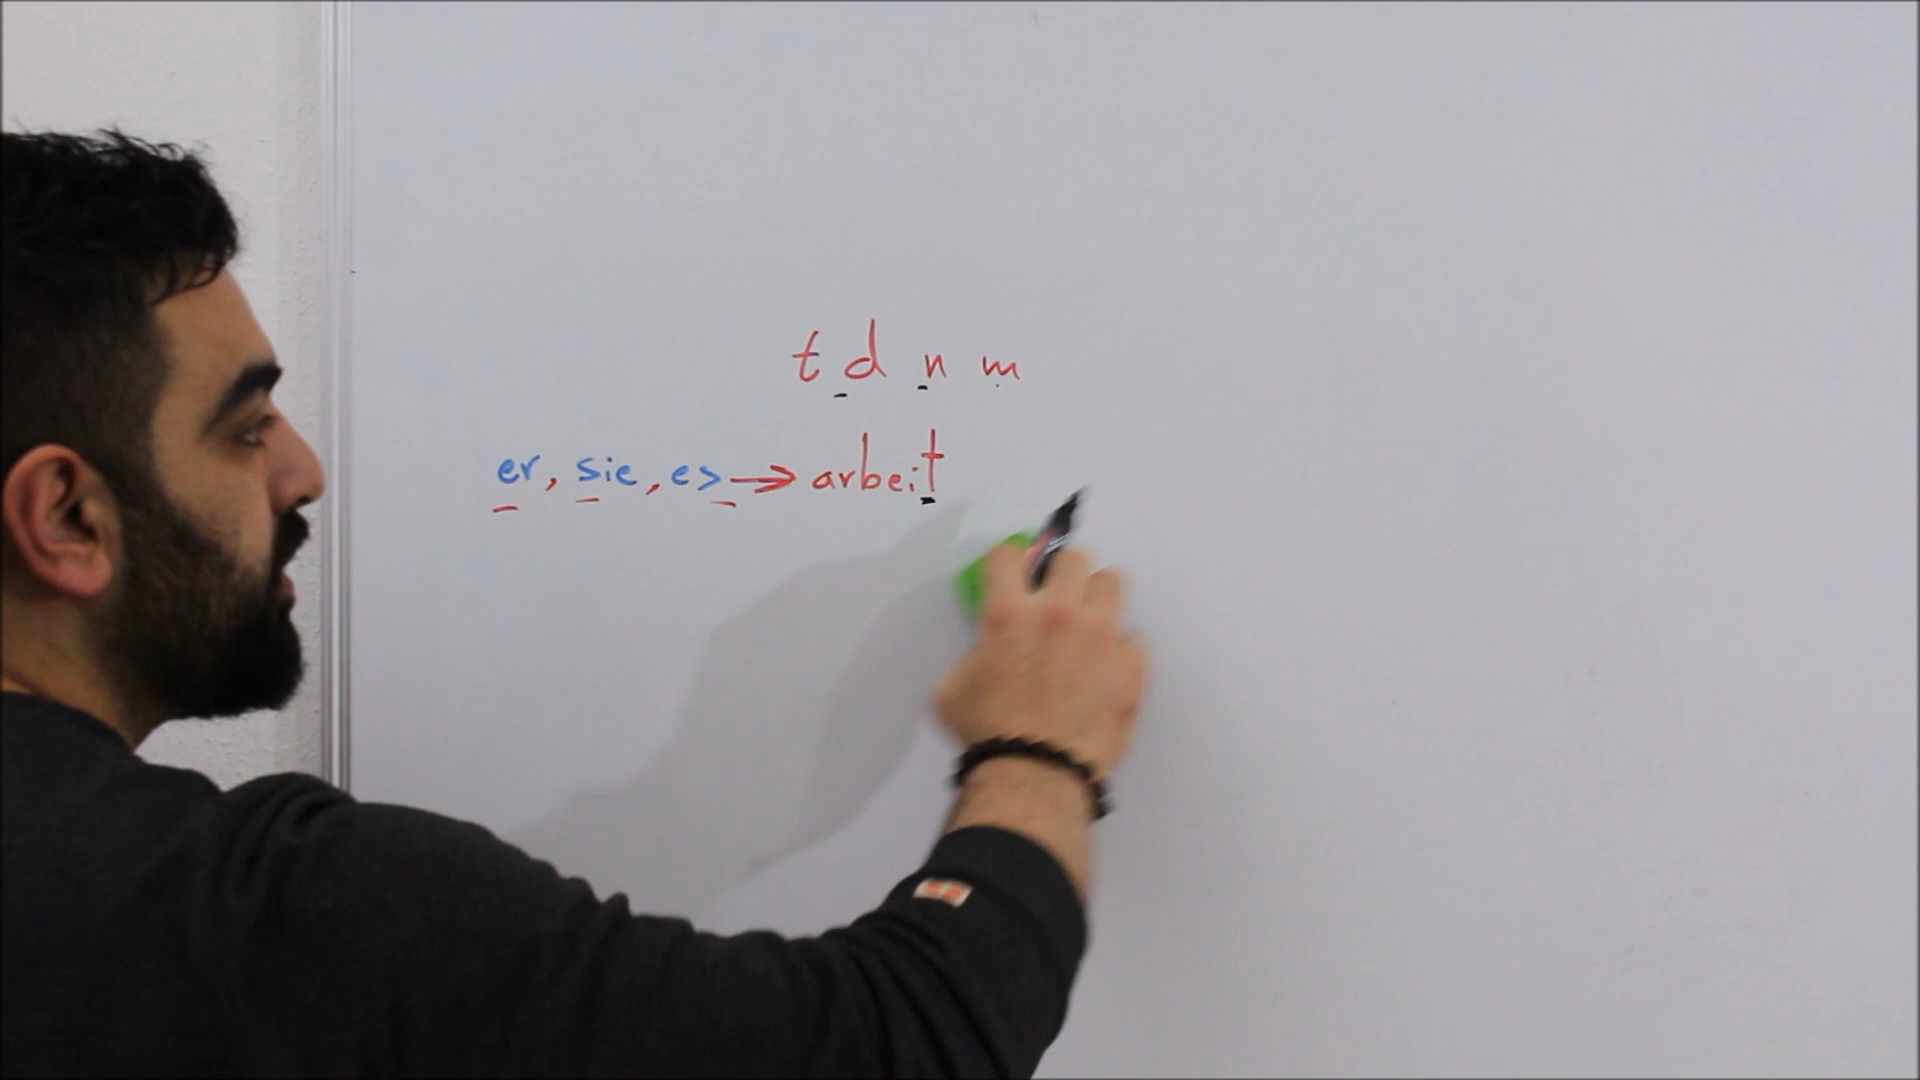 t d n m
er, sie, es → arbeit